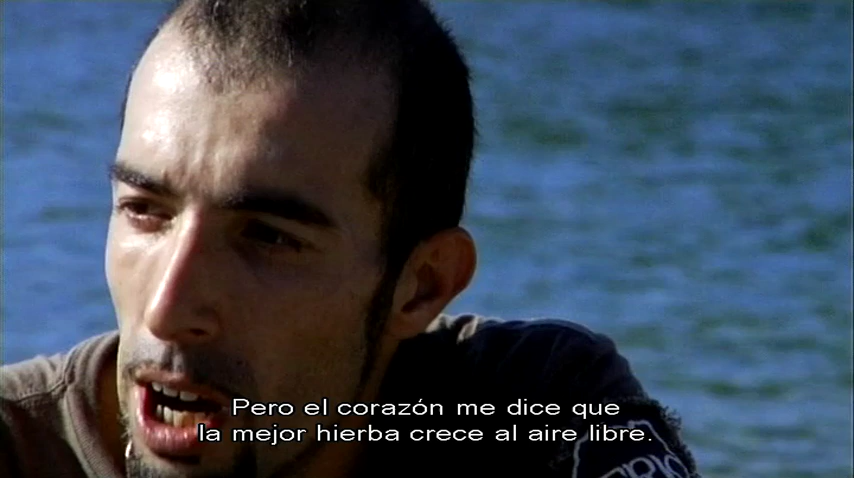 Pero el corazón me dice que
la mejor hierba crece al aire libre.